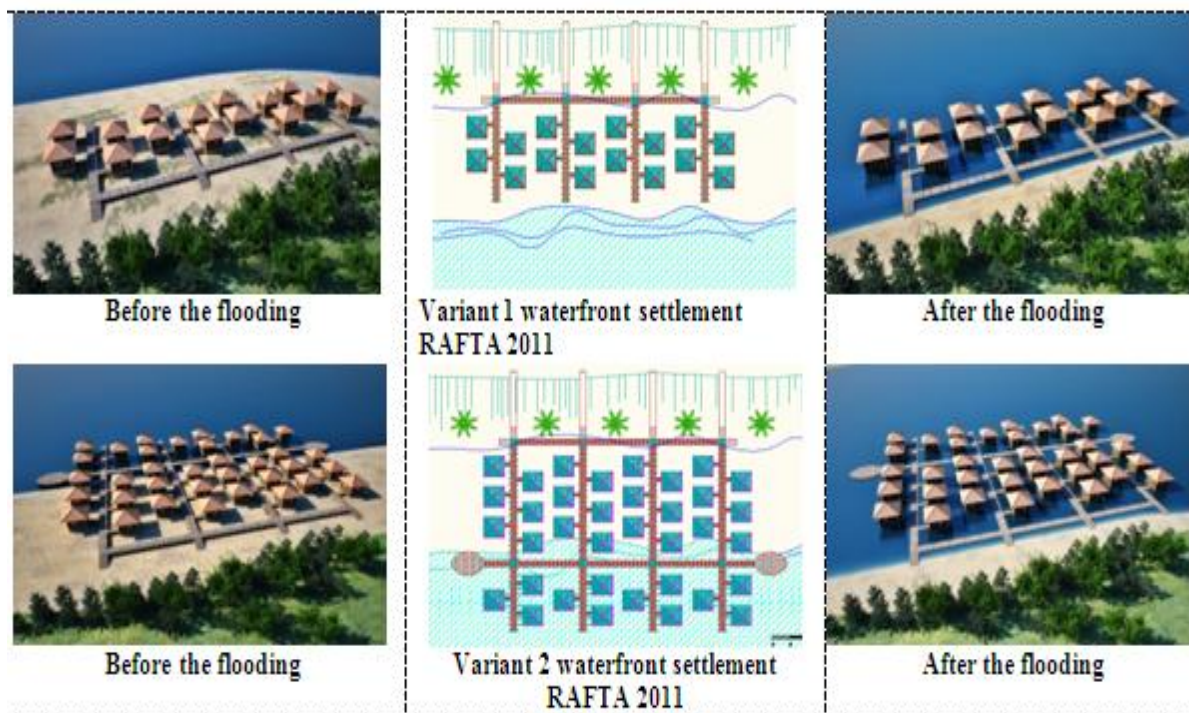 Before the flooding
Variant 1 waterfront settlement
RAFTA 2011
After the flooding
Before the flooding
Variant 2 waterfront settlement
RAFTA 2011
After the flooding